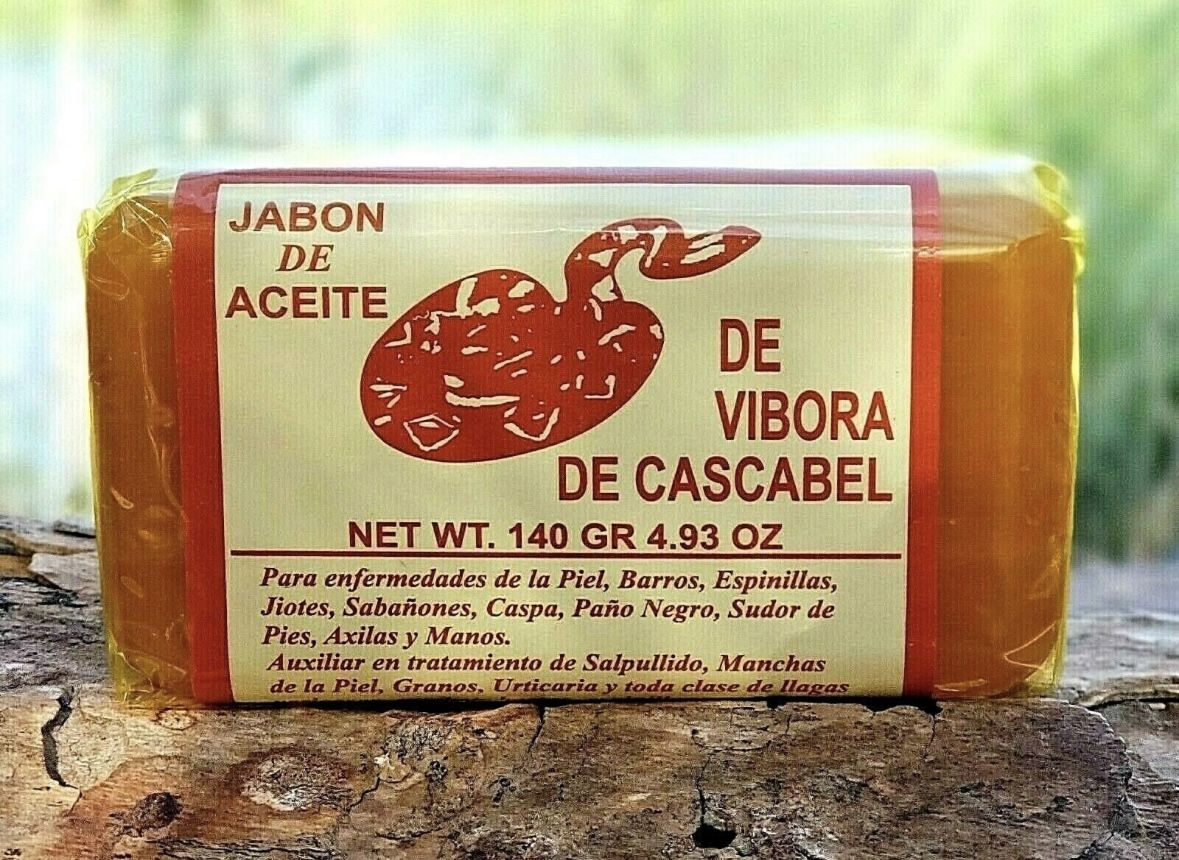 JABON
DE
ACEITE
DE
VIBORA
DE CASCABEL
NET WT. 140 GR 4.93 OZ
Para enfermedades de la Piel, Barros, Espinillas,
Jiotes, Sabañones, Caspa, Paño Negro, Sudor de
Pies, Axilas y Manos.
Auxiliar en tratamiento de Salpullido, Manchas
de la Piel, Granos, Urticaria y toda clase de llagas